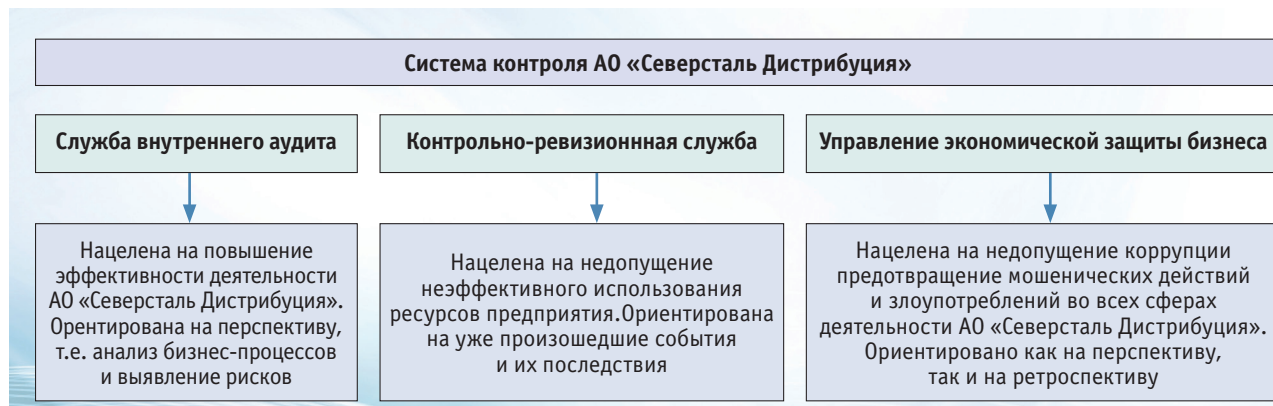 Система контроля АО «Северсталь Дистрибуция»
Служба внутреннего аудита
Нацелена на повышение
эффективности деятельности
АО «Северсталь Дистрибуция».
Орентирована на перспективу,
т.е. анализ бизнес-процессов
и выявление рисков
Контрольно-ревизионнная служба
Нацелена на недопущение
неэффективного использования
ресурсов предприятия.Ориентирована
на уже произошедшие события
и их последствия
Управление экономической защиты бизнеса
Нацелена на недопущение коррупции
предотвращение мошенических действий
и злоупотреблений во всех сферах
деятельности АО «Северсталь Дистрибуция».
Ориентировано как на перспективу,
так и на ретроспективу